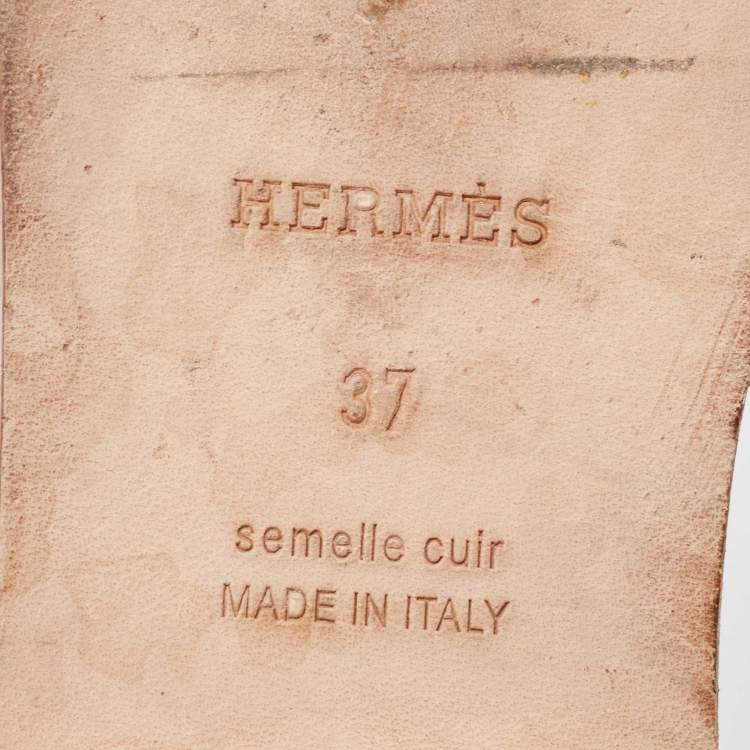 HERMÈS
37
semelle cuir
MADE IN ITALY